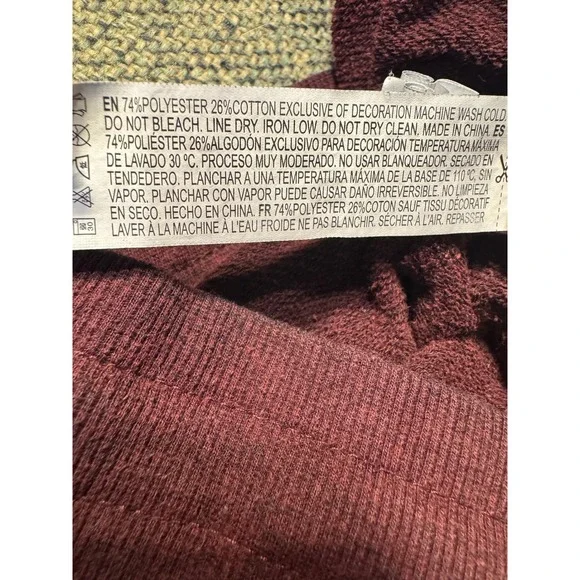 EN 74%POLYESTER 26%COTTON EXCLUSIVE OF DECORATION MACHINE WASH COLD.
DO NOT BLEACH. LINE DRY. IRON LOW. DO NOT DRY CLEAN. MADE IN CHINA. ES
74%POLIÉSTER 26%ALGODÓN EXCLUSIVO PARA DECORACIÓN TEMPERATURA MÁXIMA
DE LAVADO 30 ºC. PROCESO MUY MODERADO. NO USAR BLANQUEADOR. SECADO EN
TENDEDERO. PLANCHAR A UNA TEMPERATURA MÁXIMA DE LA BASE DE 110 ºC. SIN
VAPOR. PLANCHAR CON VAPOR PUEDE CAUSAR DAÑO IRREVERSIBLE. NO LIMPIEZA
EN SECO. HECHO EN CHINA. FR 74%POLYESTER 26%COTON SAUF TISSU DÉCORATIF
LAVER À LA MACHINE À L'EAU FROIDE NE PAS BLANCHIR. SÉCHER À L'AIR. REPASSER